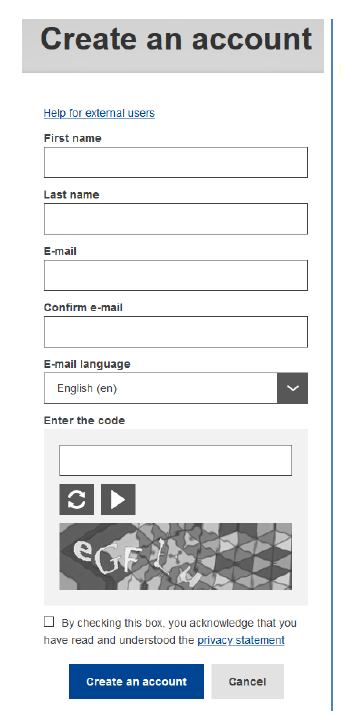 Create an account
Help for external users
First name
Last name
E-mail
Confirm e-mail
E-mail language
English (en)
Enter the code
By checking this box, you acknowledge that you
have read and understood the privacy statement
Create an account
Cancel